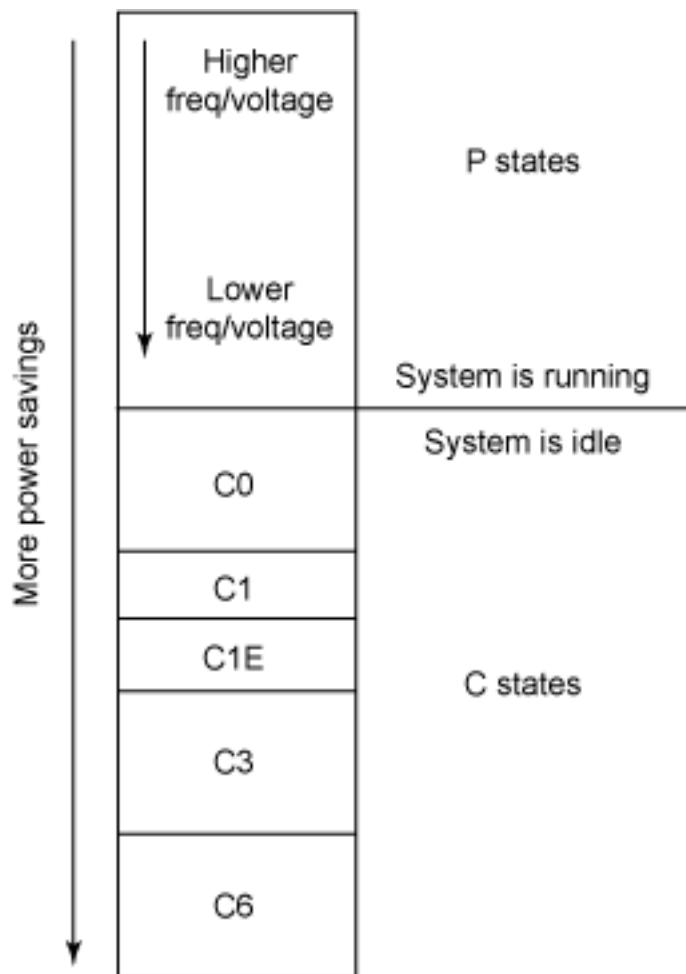 Higher
freq/voltage
P states
Lower
freq/voltage
More power savings
System is running
System is idle
C0
C1
C1E
C states
C3
C6